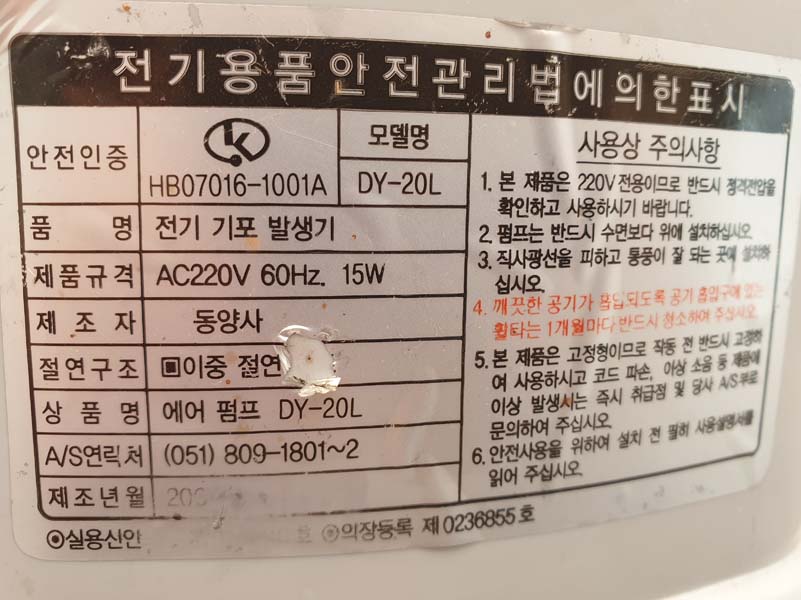 전기용품안전관리법에의한표시
안전인증
HB07016-1001A
모델명
DY-20L
품 명
전기 기포 발생기
제품규격
AC220V 60Hz. 15W
제조자
동양사
절연구조
이중 절연
상품명
에어 펌프 DY-20L
A/S연락처
(051) 809-1801~2
제조년월
사용상 주의사항
1. 본 제품은 220V전용이므로 반드시 정격전압을
확인하고 사용하시기 바랍니다.
2. 펌프는 반드시 수면보다 위에 설치하십시오.
3. 직사광선을 피하고 통풍이 잘 되는 곳에 설치하
십시오.
4. 깨끗한 공기가 흡입되도록 공기 흡입구에 있는
휠타는 1개월마다 반드시 청소하여 주십시오.
5. 본 제품은 고정형이므로 작동 전 반드시 고정하
여 사용하시고 코드 파손, 이상 소음 등 제품에
이상 발생시는 즉시 취급점 및 당사 A/S부로
문의하여 주십시오.
6. 안전사용을 위하여 설치 전 필히 사용설명서를
읽어 주십시오.
◎실용신안
호 ◎의장등록 제0236855호